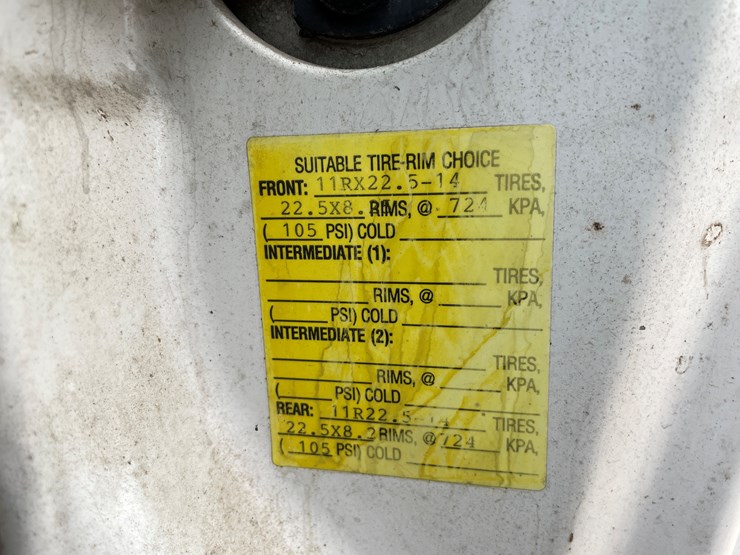 SUITABLE TIRE-RIM CHOICE
FRONT: 11RX22.5-14 TIRES,
22.5X8. RIMS, @ 724 KPA,
( 105 PSI) COLD
INTERMEDIATE (1):
TIRES,
RIMS, @ KPA,
( PSI) COLD
INTERMEDIATE (2):
TIRES,
RIMS, @ KPA,
( PSI) COLD
REAR: 11R22.5-14 TIRES,
22.5X8.2 RIMS, @ 724 KPA,
( 105 PSI) COLD